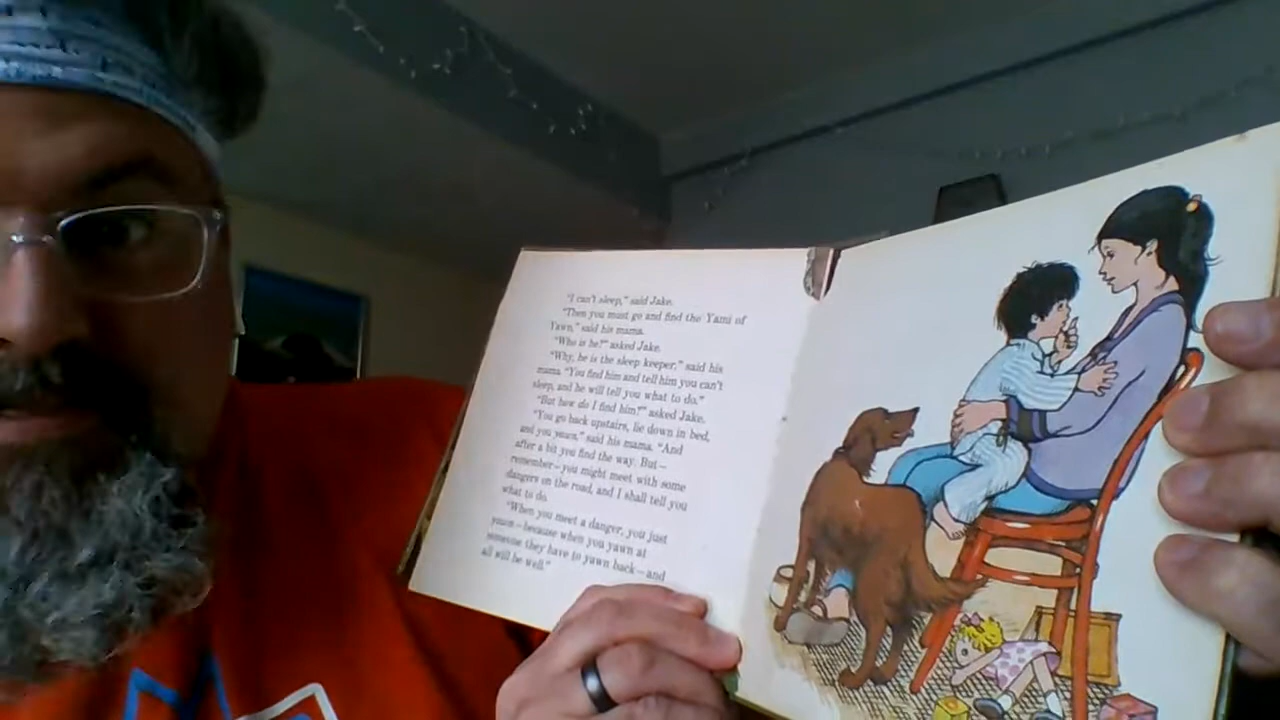 "I can't sleep," said Jake.
"Then you must go and find the Yami of
Yawn," said his mama.
"Who is he?" asked Jake.
"Why, he is the sleep keeper," said his
mama. "You find him and tell him you can't
sleep, and he will tell you what to do."
"But how do I find him?" asked Jake.
"You go back upstairs, lie down in bed,
and you yawn," said his mama. "And
after a bit you find the way. But—
remember—you might meet with some
dangers on the road, and I shall tell you
what to do.
"When you meet a danger, you just
yawn—because when you yawn at
someone they have to yawn back—and
all will be well."